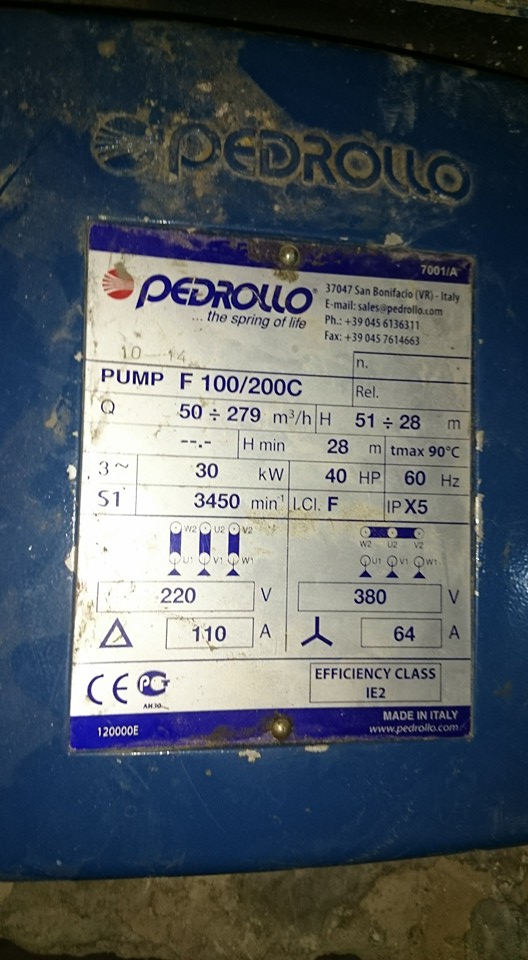 PEDROLLO
7001/A
PEDROLLO®
... the spring of life
37047 San Bonifacio (VR) - Italy
E-mail: sales@pedrollo.com
Ph.: +39 045 6136311
Fax: +39 045 7614663
10 - 14
n.
PUMP F 100/200C
Rel.
Q 50 ÷ 279 m³/h H 51 ÷ 28 m
--.- H min 28 m tmax 90°C
3~ 30 kW 40 HP 60 Hz
S1 3450 min⁻¹ I.CI. F IP X5
W2 U2 V2
U1 V1 W1
W2 U2 V2
U1 V1 W1
220 V 380 V
△ 110 A 64 A
CE PG
EFFICIENCY CLASS
IE2
MADE IN ITALY
120000E www.pedrollo.com